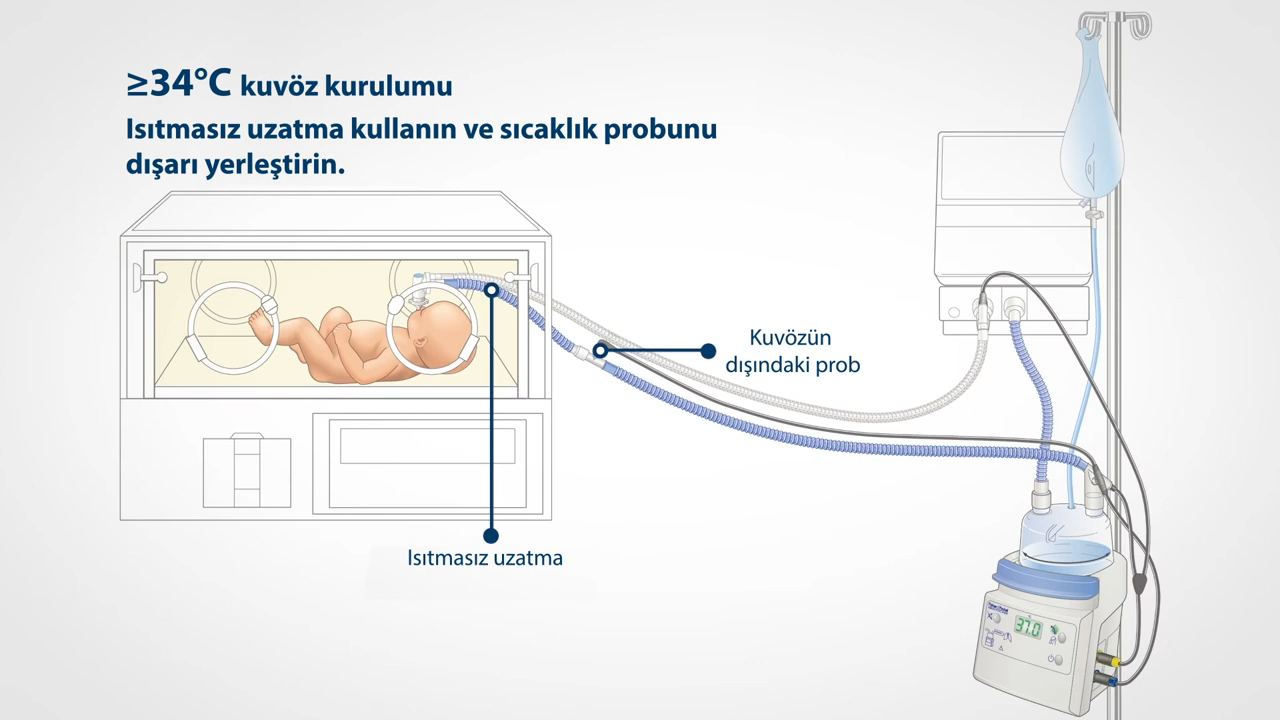 ≥34°C kuvöz kurulumu
Isıtmasız uzatma kullanın ve sıcaklık probunu
dışarı yerleştirin.
Kuvözün
dışındaki prob
Isıtmasız uzatma
37.0